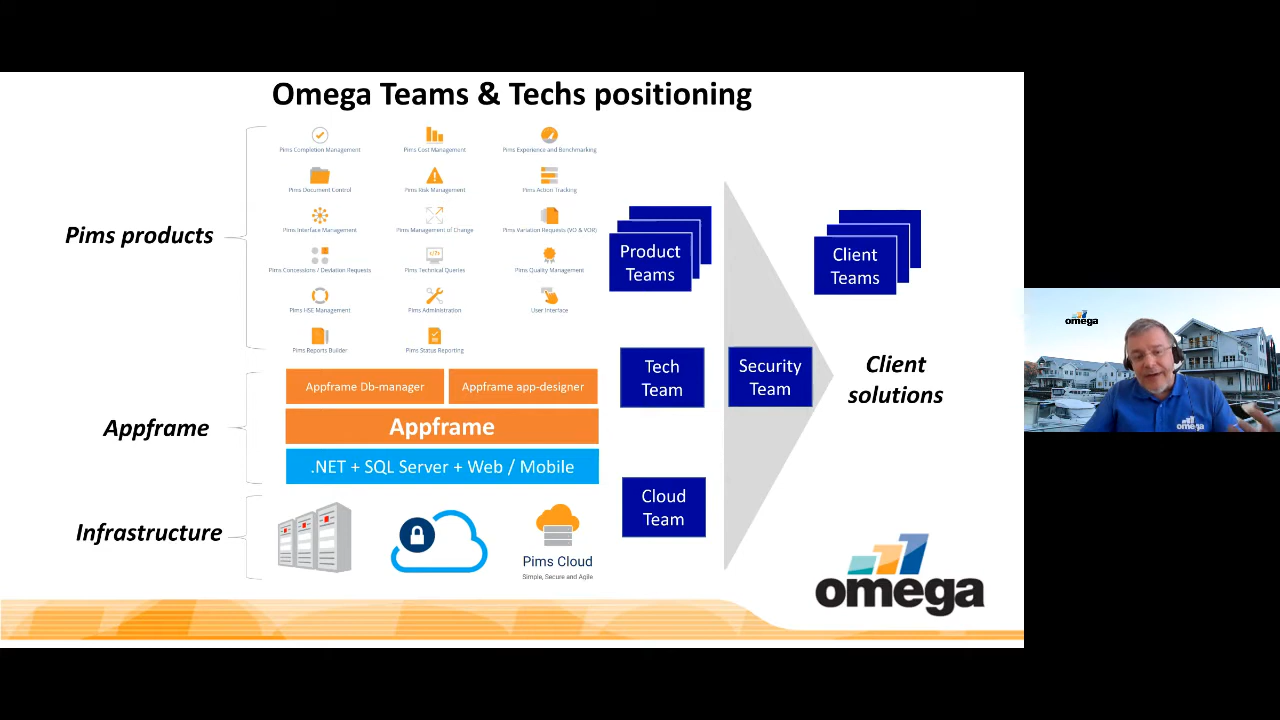 Omega Teams & Techs positioning
Pims products
Pims Completion Management
Pims Cost Management
Pims Experience and Benchmarking
Pims Document Control
Pims Risk Management
Pims Action Tracking
Pims Interface Management
Pims Management of Change
Pims Variation Requests (VO & VOR)
Pims Concessions / Deviation Requests
</>
Pims Technical Queries
Pims Quality Management
Pims HSE Management
Pims Administration
User Interface
Pims Reports Builder
Pims Status Reporting
Product
Teams
Client
Teams
Appframe
Appframe Db-manager
Appframe app-designer
Appframe
.NET + SQL Server + Web / Mobile
Tech
Team
Security
Team
Client
solutions
Infrastructure
Pims Cloud
Simple, Secure and Agile
Cloud
Team
omega
omega
omega